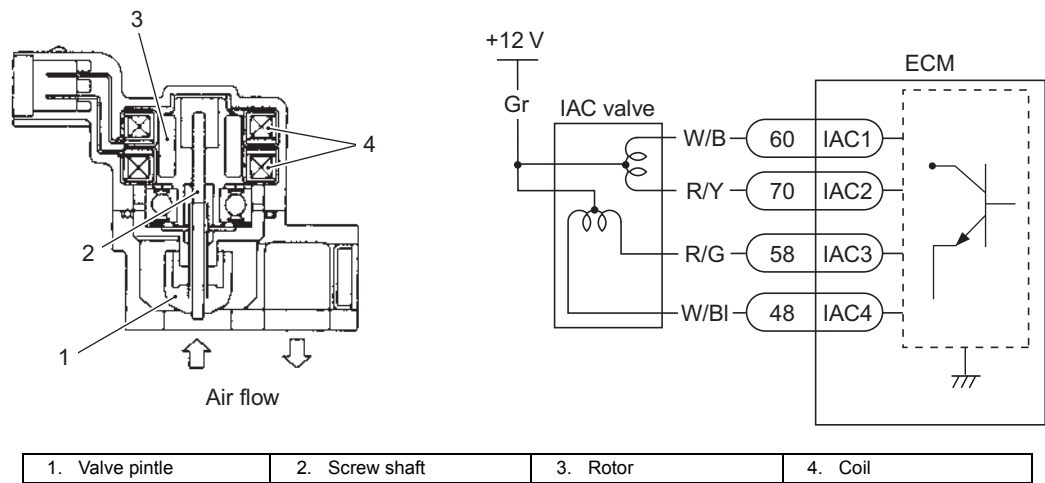 3
4
2
1
Air flow
+12 V
Gr
IAC valve
ECM
W/B 60 IAC1
R/Y 70 IAC2
R/G 58 IAC3
W/Bl 48 IAC4
1. Valve pintle 2. Screw shaft 3. Rotor 4. Coil